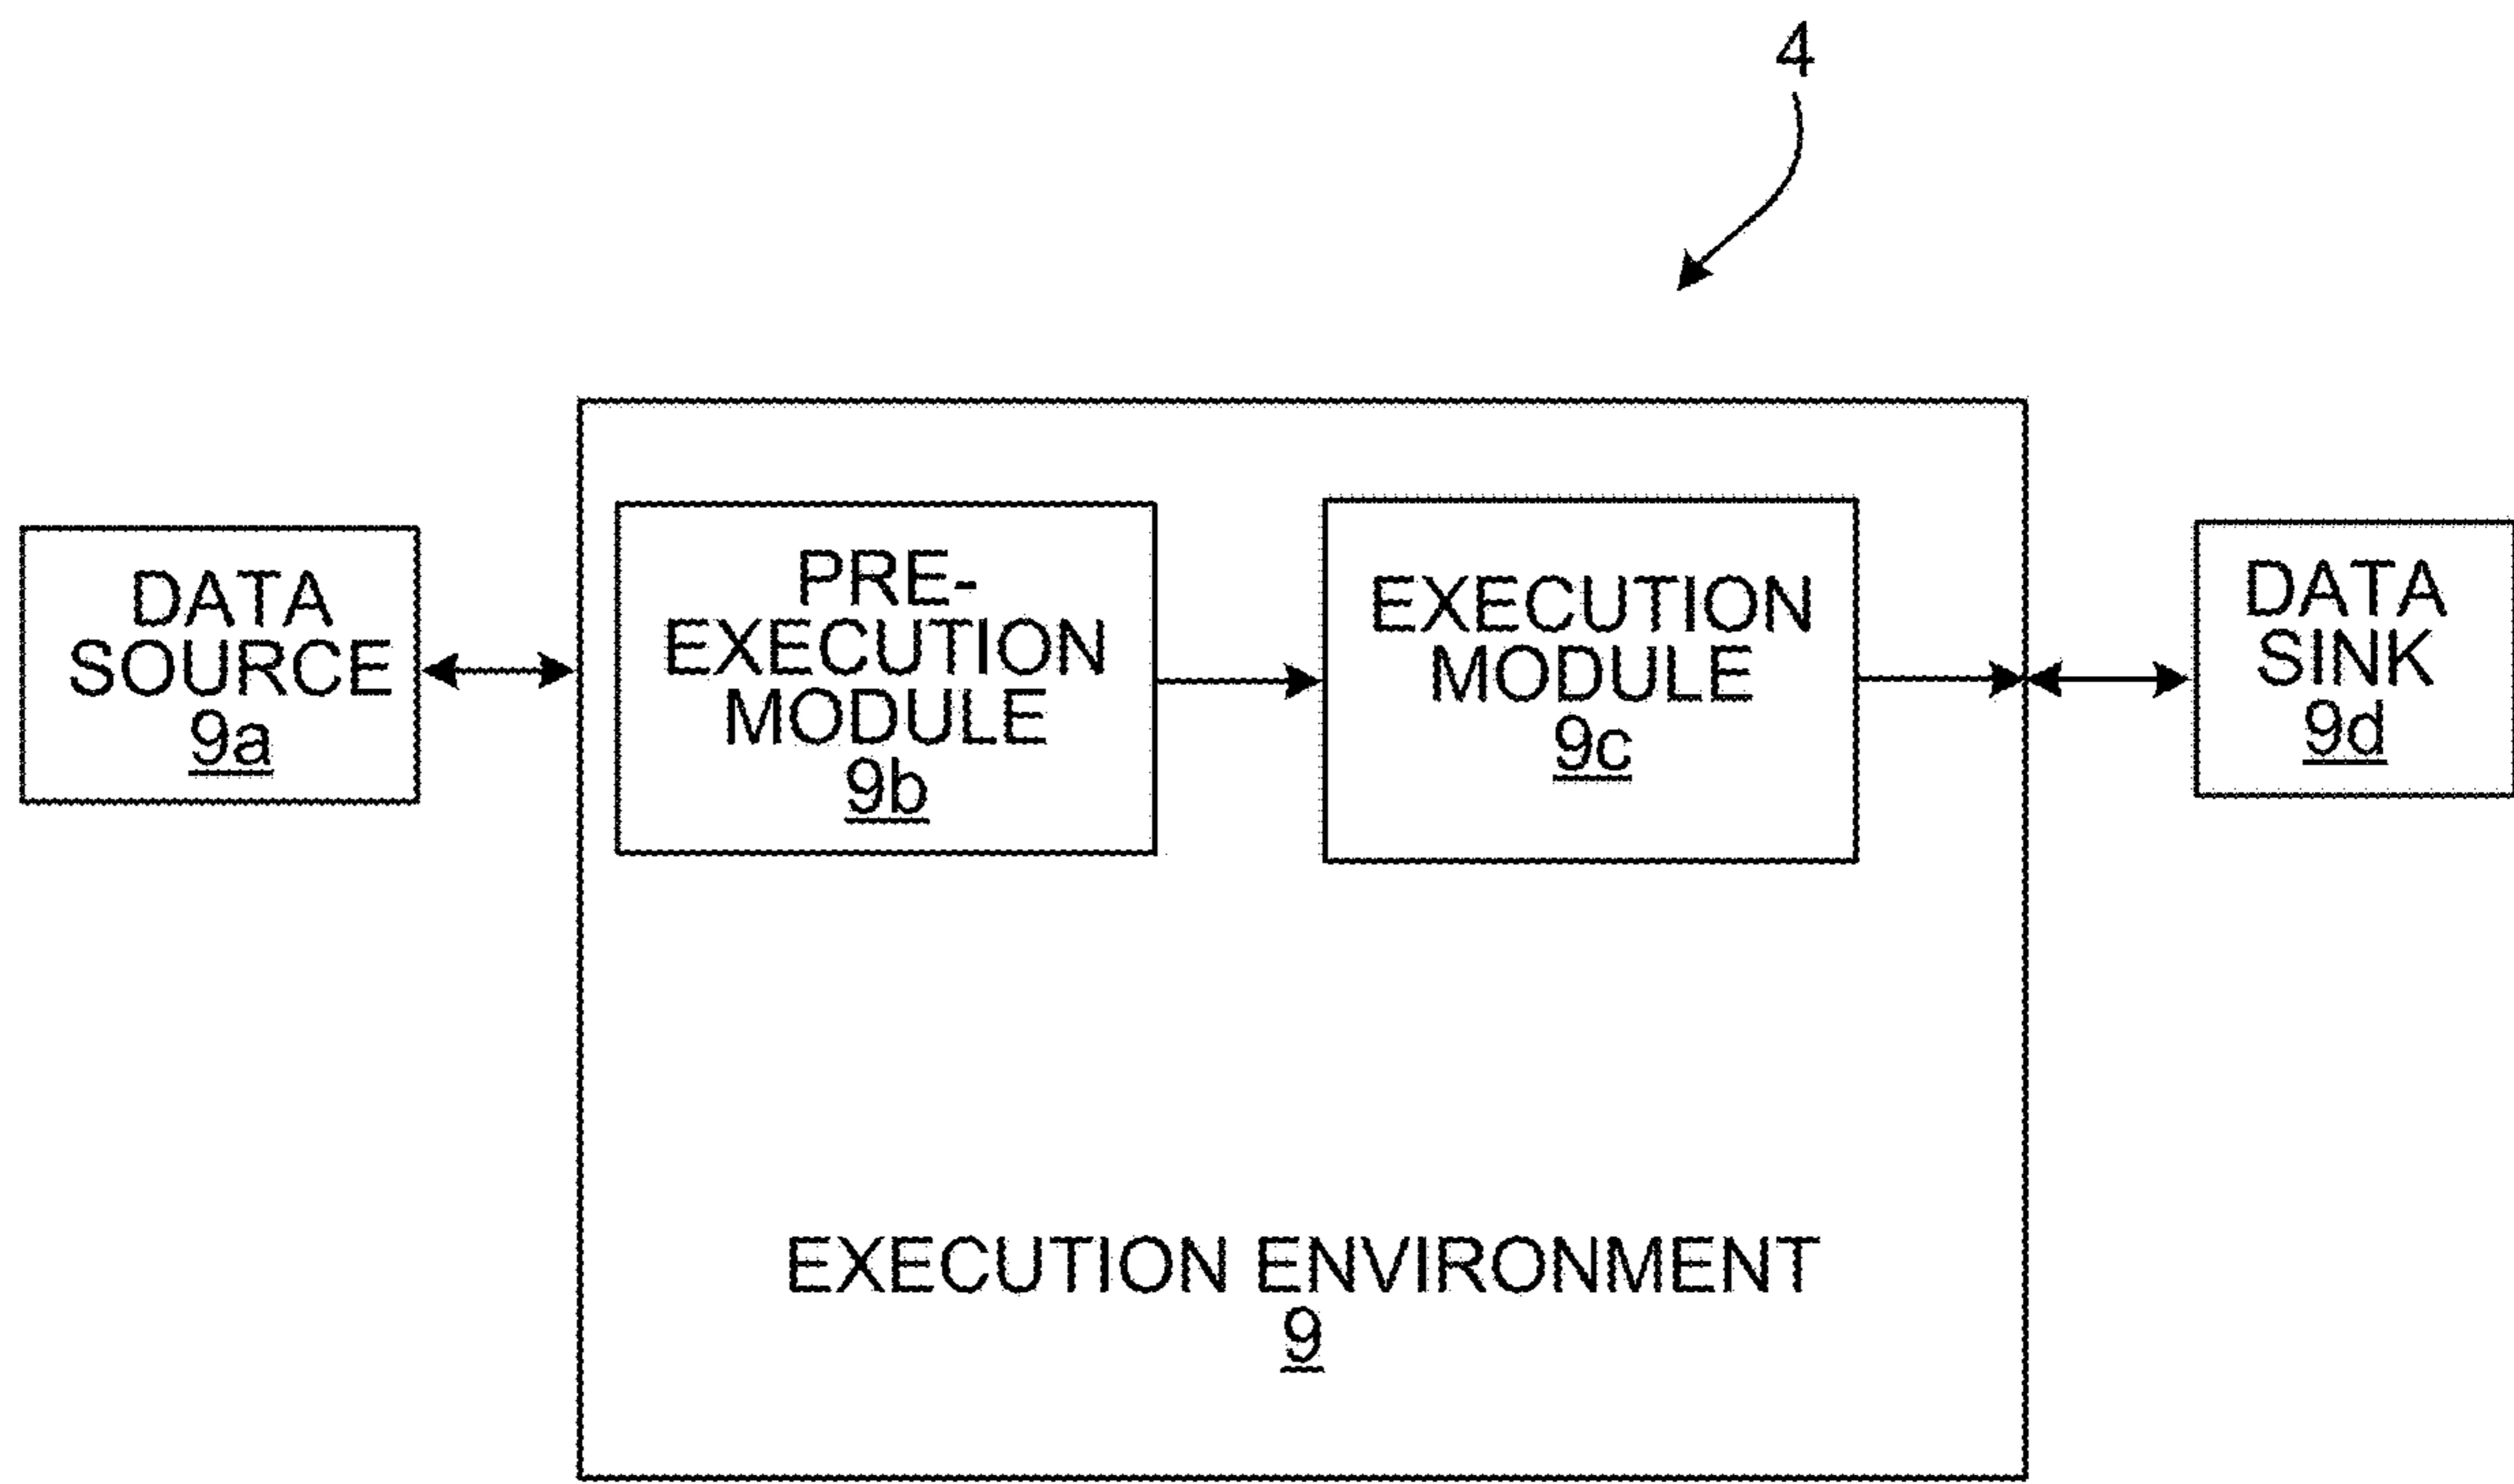 4
DATA
SOURCE
9a
PRE-
EXECUTION
MODULE
9b
EXECUTION
MODULE
9c
DATA
SINK
9d
EXECUTION ENVIRONMENT
9